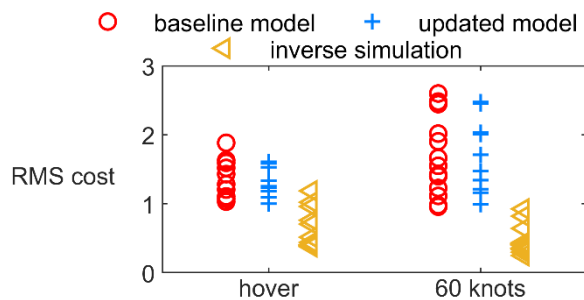 baseline model
updated model
inverse simulation
3
2
RMS cost
1
0
hover
60 knots